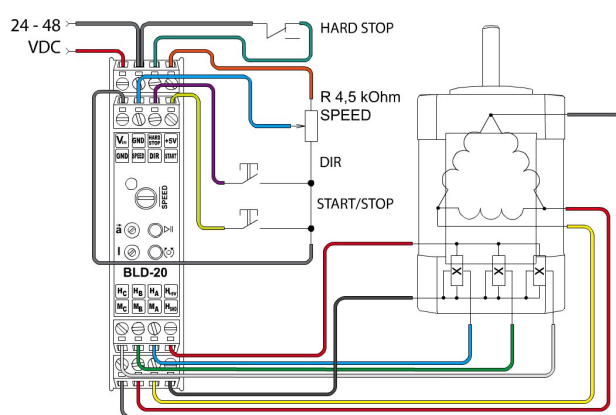 24 - 48
VDC
HARD STOP
R 4,5 kOhm
SPEED
DIR
START/STOP
Vin GND HARD STOP +5V
GND SPEED DIR START
SPEED
BLD-20
HC HB HA H+5V
MC MB MA HGND
X X X